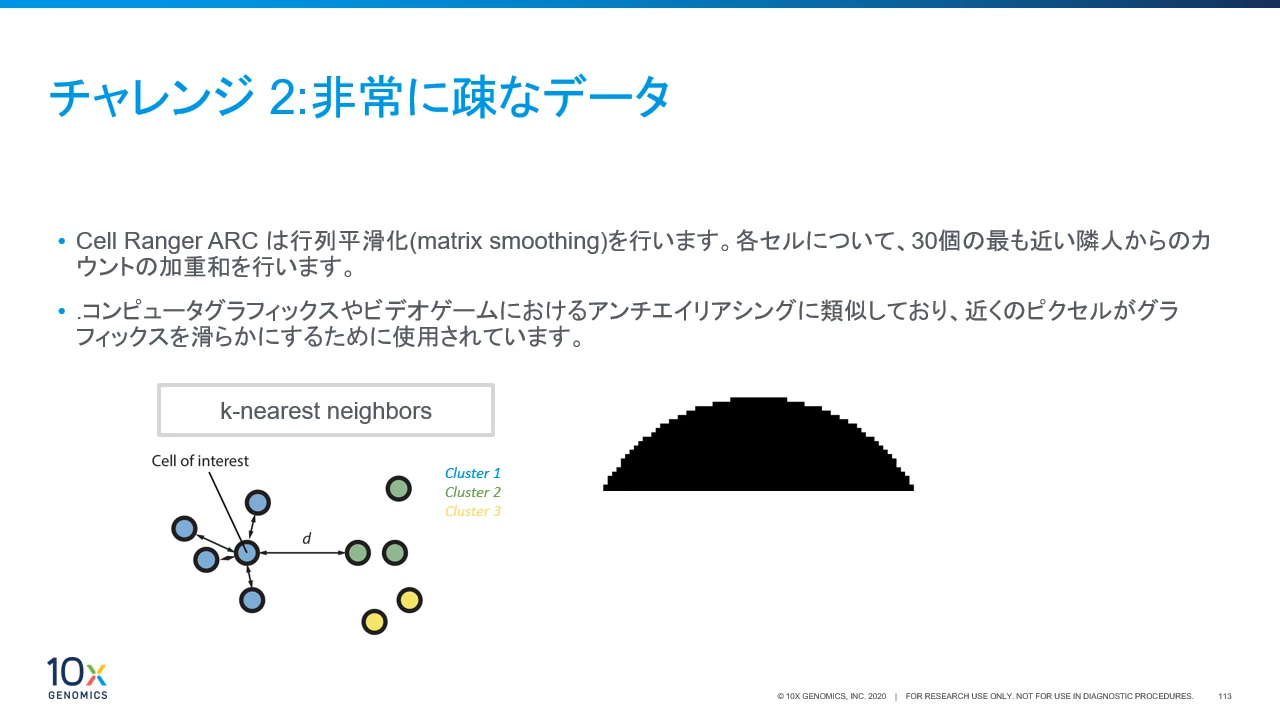 チャレンジ 2:非常に疎なデータ
• Cell Ranger ARC は行列平滑化(matrix smoothing)を行います。各セルについて、30個の最も近い隣人からのカ
ウントの加重和を行います。
• .コンピュータグラフィックスやビデオゲームにおけるアンチエイリアシングに類似しており、近くのピクセルがグラ
フィックスを滑らかにするために使用されています。
k-nearest neighbors
Cell of interest
Cluster 1
Cluster 2
Cluster 3
d
10x
GENOMICS
© 10X GENOMICS, INC. 2020 | FOR RESEARCH USE ONLY. NOT FOR USE IN DIAGNOSTIC PROCEDURES. 113